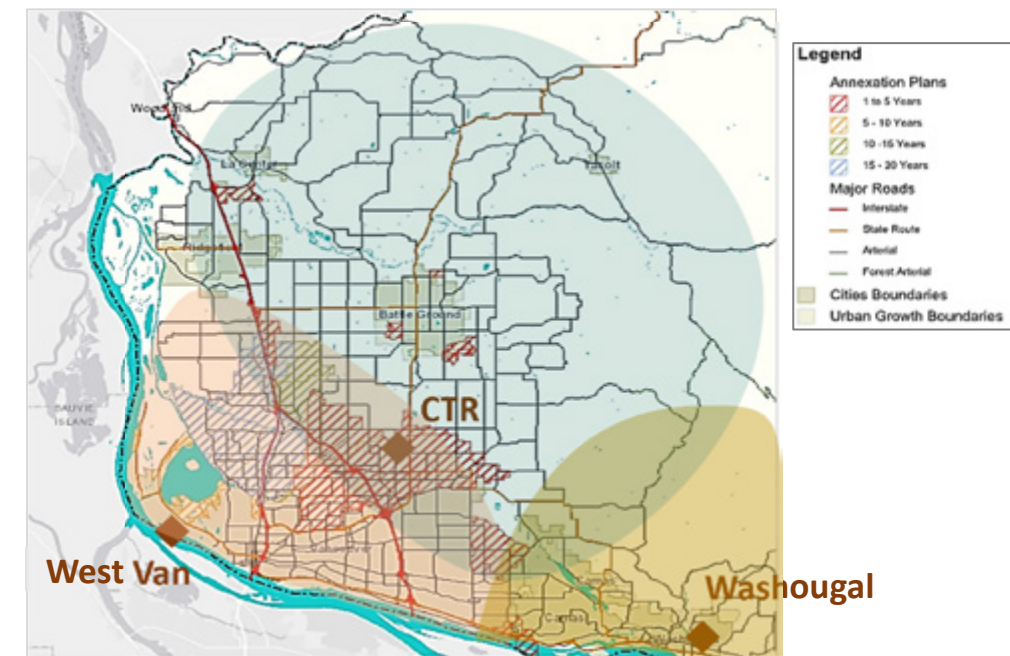 La Center
Yacolt
Battle Ground
CTR
SAUVIE
ISLAND
West Van
Washougal
Camas
Legend
Annexation Plans
1 to 5 Years
5 - 10 Years
10 -15 Years
15 - 20 Years
Major Roads
Interstate
State Route
Arterial
Forest Arterial
Cities Boundaries
Urban Growth Boundaries